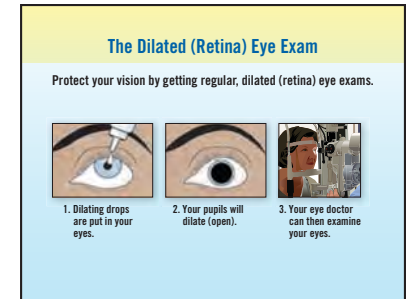 The Dilated (Retina) Eye Exam
Protect your vision by getting regular, dilated (retina) eye exams.
1. Dilating drops
are put in your
eyes.
2. Your pupils will
dilate (open).
3. Your eye doctor
can then examine
your eyes.